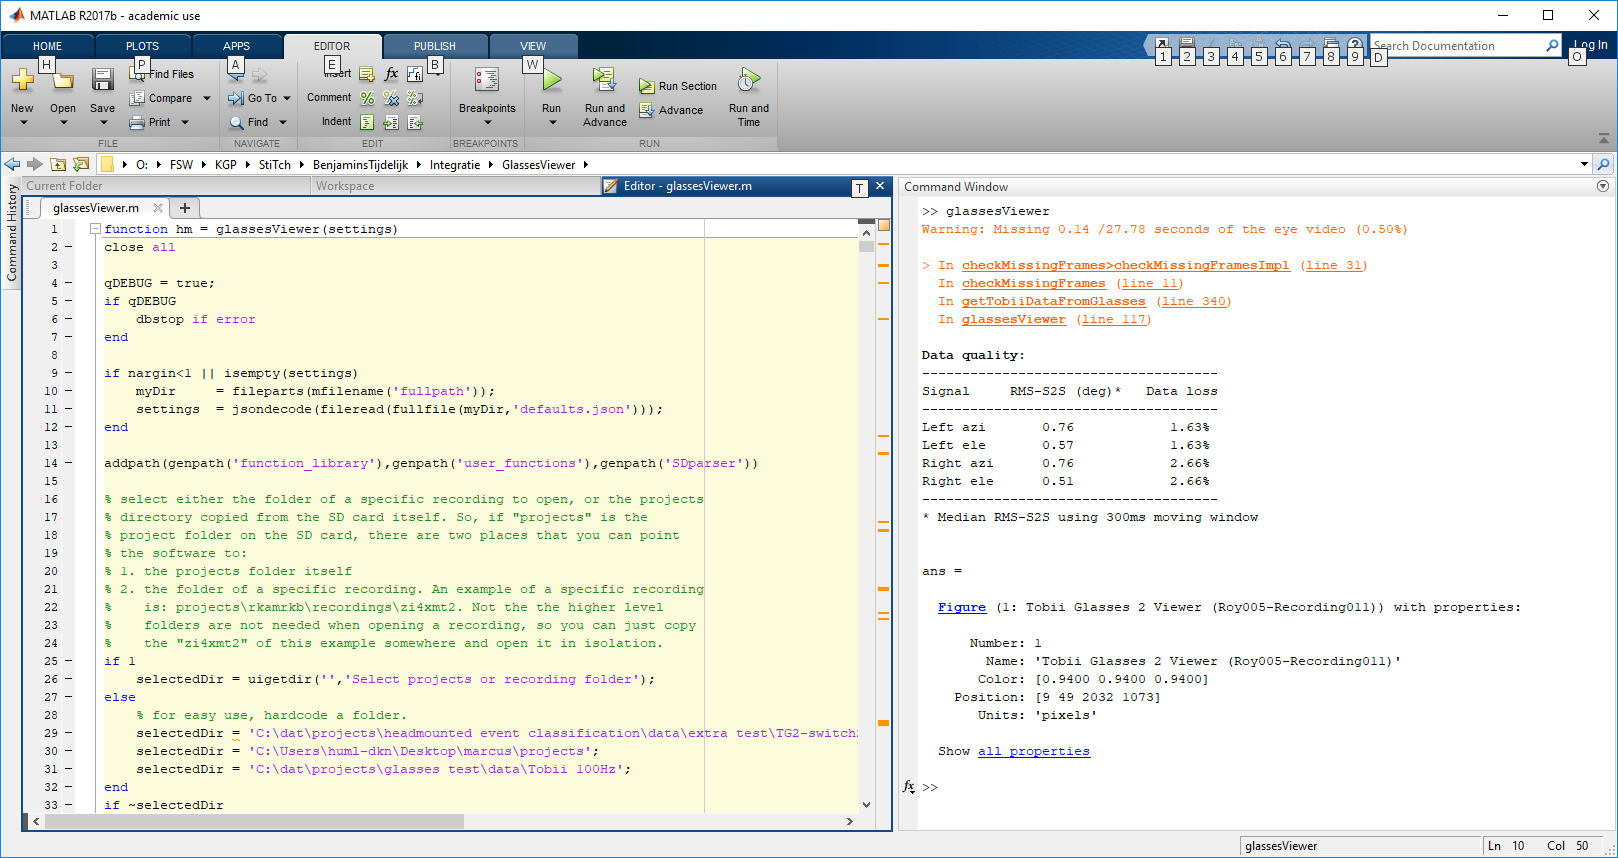 MATLAB R2017b - academic use
HOME
PLOTS
APPS
EDITOR
PUBLISH
VIEW
H
P
A
E
B
W
1
2
3
4
5
6
7
8
9
Search Documentation
D
Log In
O
New
Open
Save
Find Files
Compare
Print
Go To
Find
Insert
Comment
Indent
fx
Breakpoints
Run
Run and Advance
Run Section
Advance
Run and Time
FILE
NAVIGATE
EDIT
BREAKPOINTS
RUN
O:
FSW
KGP
StiTch
BenjaminsTijdelijk
Integratie
GlassesViewer
Command History
Current Folder
Workspace
Editor - glassesViewer.m
T
glassesViewer.m
1 function hm = glassesViewer(settings)
2 – close all
3
4 – qDEBUG = true;
5 – if qDEBUG
6 –     dbstop if error
7 – end
8
9 – if nargin<1 || isempty(settings)
10 –     myDir     = fileparts(mfilename('fullpath'));
11 –     settings  = jsondecode(fileread(fullfile(myDir,'defaults.json')));
12 – end
13
14 – addpath(genpath('function_library'),genpath('user_functions'),genpath('SDparser'))
15
16 % select either the folder of a specific recording to open, or the projects
17 % directory copied from the SD card itself. So, if "projects" is the
18 % project folder on the SD card, there are two places that you can point
19 % the software to:
20 % 1. the projects folder itself
21 % 2. the folder of a specific recording. An example of a specific recording
22 %    is: projects\rkamrkb\recordings\zi4xmt2. Not the the higher level
23 %    folders are not needed when opening a recording, so you can just copy
24 %    the "zi4xmt2" of this example somewhere and open it in isolation.
25 – if 1
26 –     selectedDir = uigetdir('','Select projects or recording folder');
27 – else
28     % for easy use, hardcode a folder.
29 –     selectedDir = 'C:\dat\projects\headmounted event classification\data\extra test\TG2-switch
30 –     selectedDir = 'C:\Users\huml-dkn\Desktop\marcus\projects';
31 –     selectedDir = 'C:\dat\projects\glasses test\data\Tobii 100Hz';
32 – end
33 – if ~selectedDir
Command Window
>> glassesViewer
Warning: Missing 0.14 /27.78 seconds of the eye video (0.50%)
> In checkMissingFrames>checkMissingFramesImpl (line 31)
In checkMissingFrames (line 11)
In getTobiiDataFromGlasses (line 340)
In glassesViewer (line 117)
Data quality:
-------------------------------------
Signal     RMS-S2S (deg)*   Data loss
-------------------------------------
Left azi       0.76            1.63%
Left ele       0.57            1.63%
Right azi      0.76            2.66%
Right ele      0.51            2.66%
-------------------------------------
* Median RMS-S2S using 300ms moving window
ans =
Figure (1: Tobii Glasses 2 Viewer (Roy005-Recording011)) with properties:
Number: 1
Name: 'Tobii Glasses 2 Viewer (Roy005-Recording011)'
Color: [0.9400 0.9400 0.9400]
Position: [9 49 2032 1073]
Units: 'pixels'
Show all properties
fx >>
glassesViewer
Ln 10 Col 50